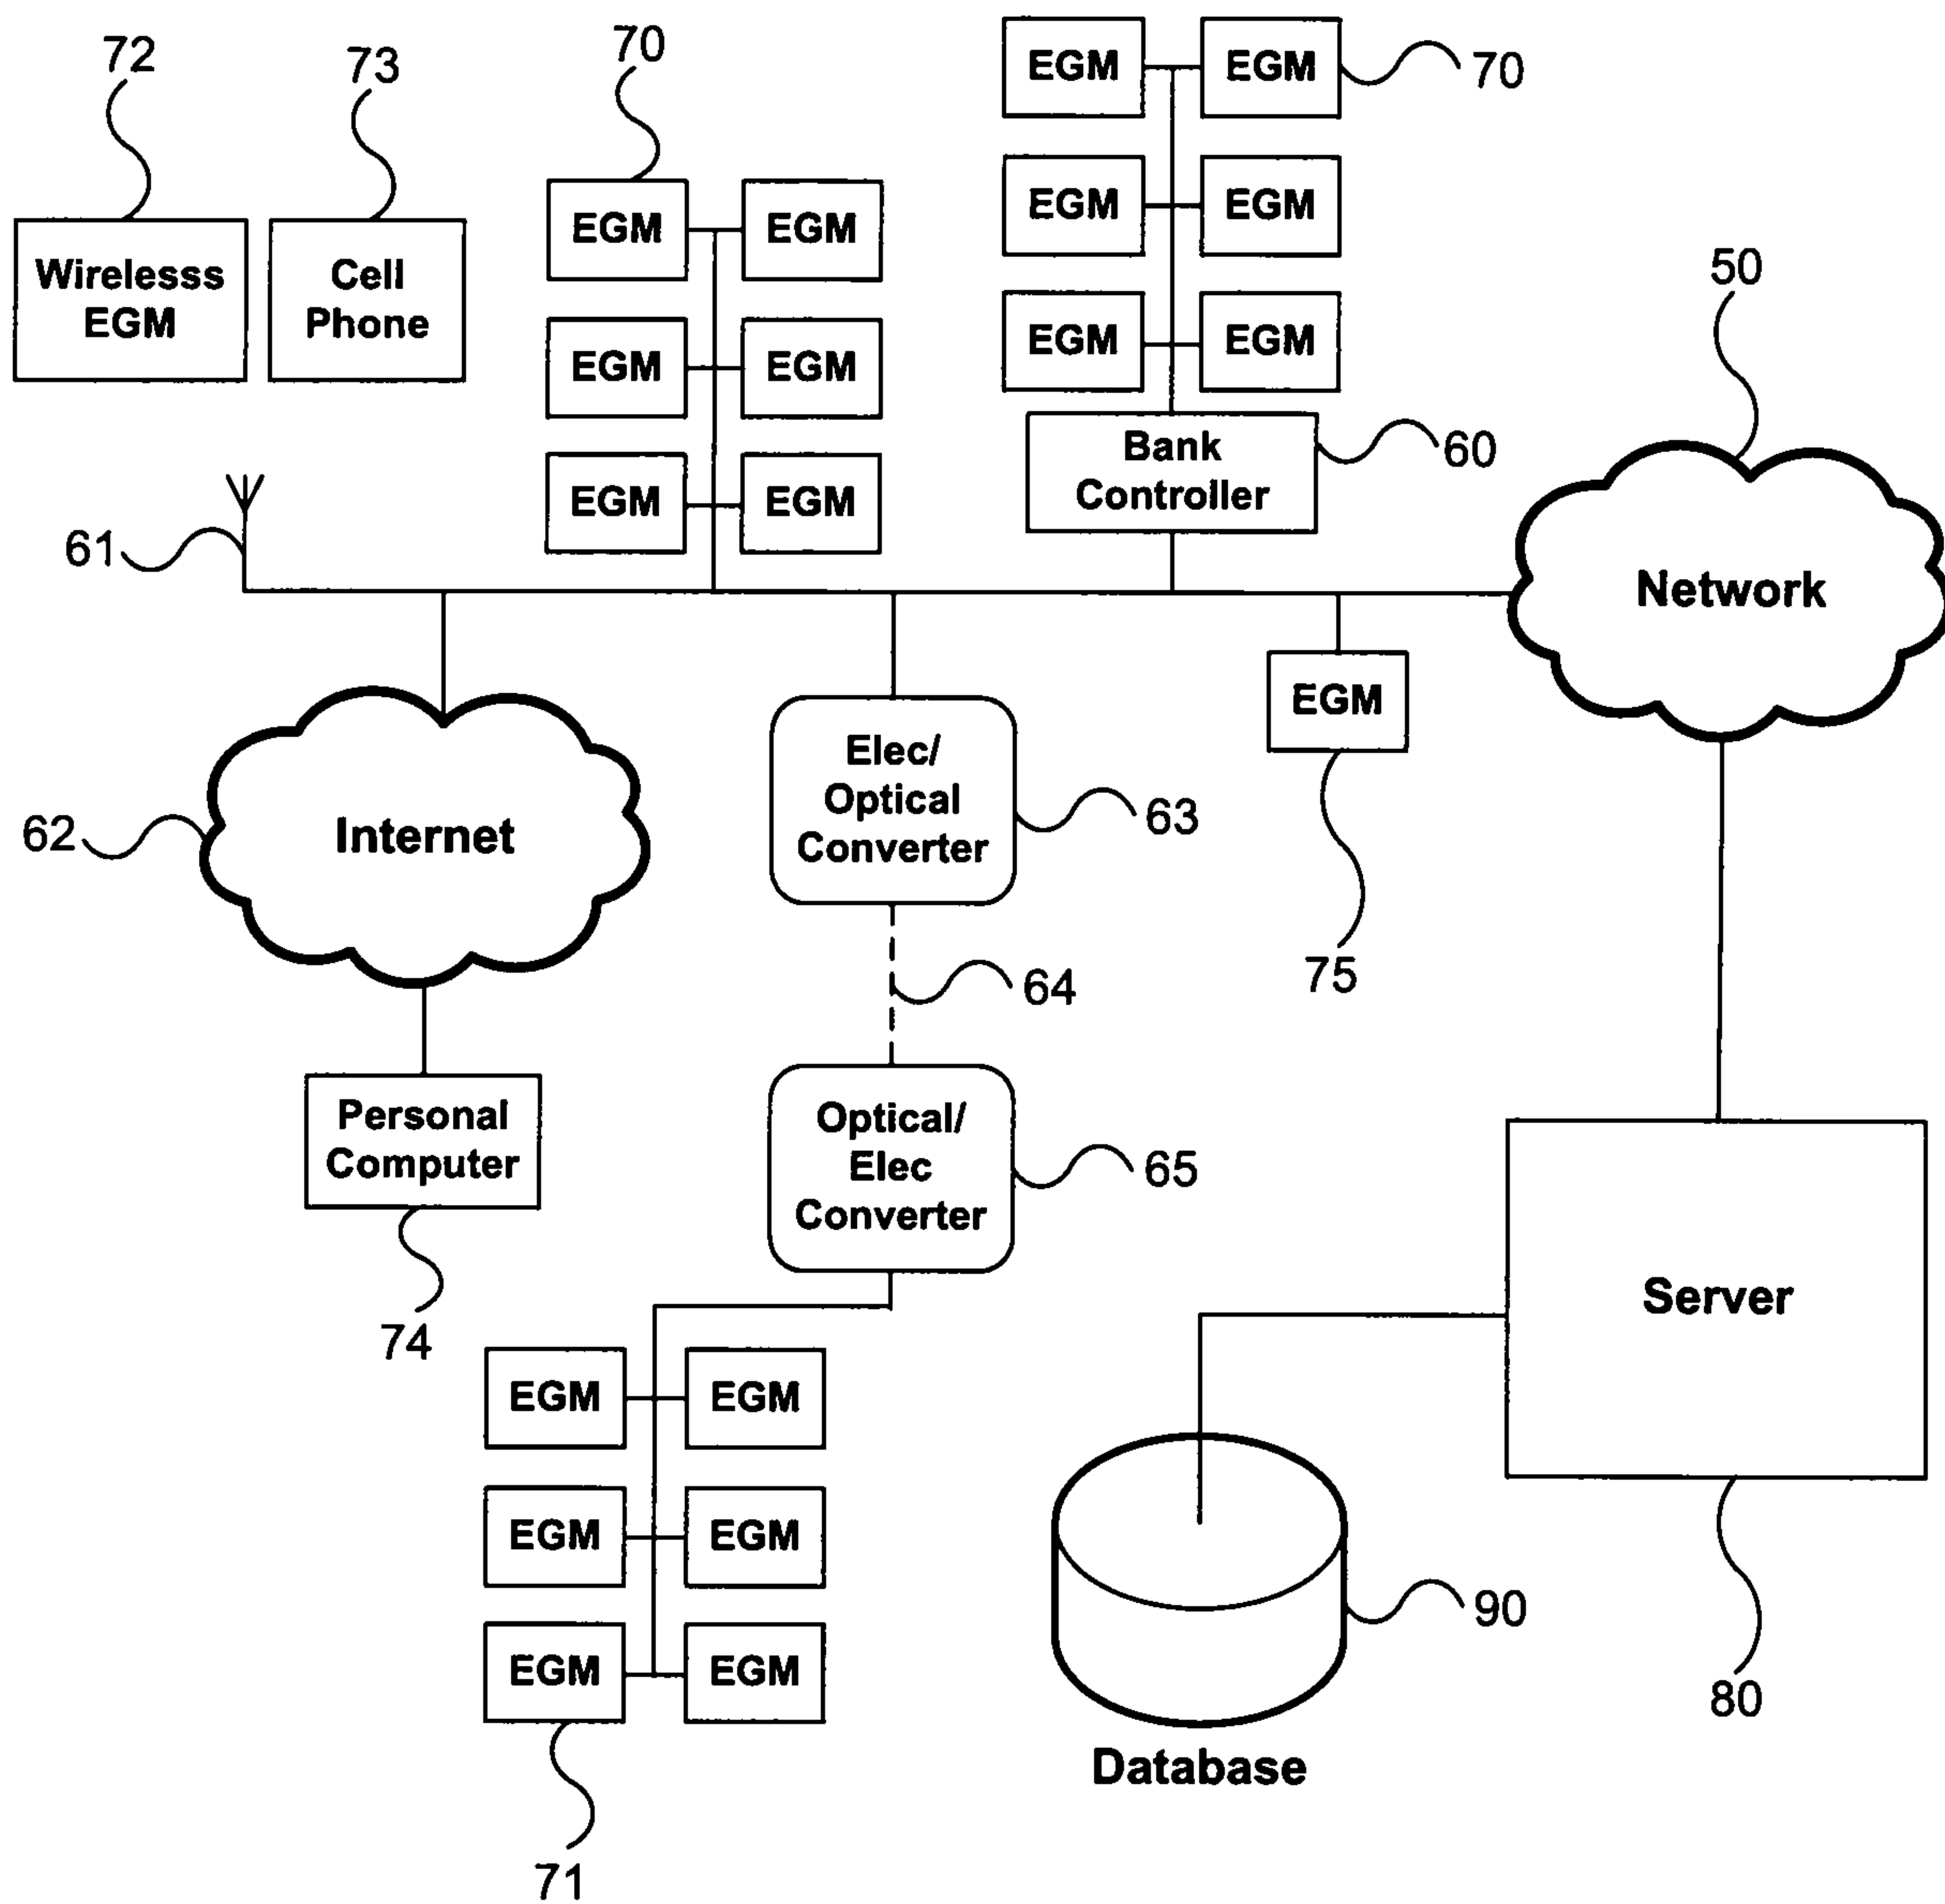 72
73
70
EGM
EGM
70
Wirelesss
EGM
Cell
Phone
EGM
EGM
EGM
EGM
EGM
EGM
EGM
EGM
EGM
EGM
50
Bank
Controller
60
EGM
EGM
61
Network
EGM
75
Internet
62
Elec/
Optical
Converter
63
64
Personal
Computer
74
Optical/
Elec
Converter
65
Server
80
EGM
EGM
EGM
EGM
EGM
EGM
71
90
Database